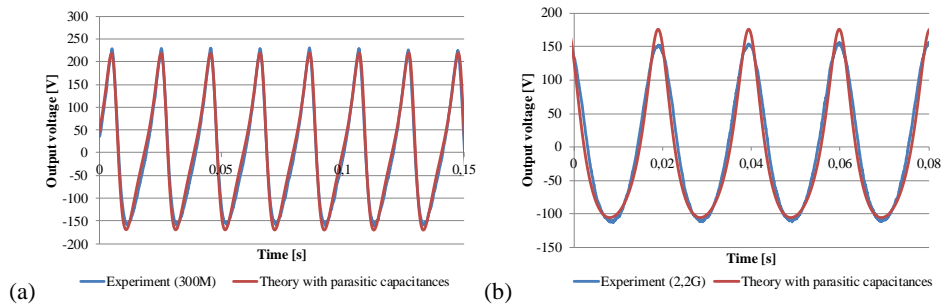 300
250
200
150
100
50
0
-50
-100
-150
-200
Output voltage [V]
0
0,05
0,1
0,15
Time [s]
Experiment (300M)
Theory with parasitic capacitances
(a)
200
150
100
50
0
-50
-100
-150
Output voltage [V]
0
0,02
0,04
0,06
0,08
Time [s]
Experiment (2,2G)
Theory with parasitic capacitances
(b)